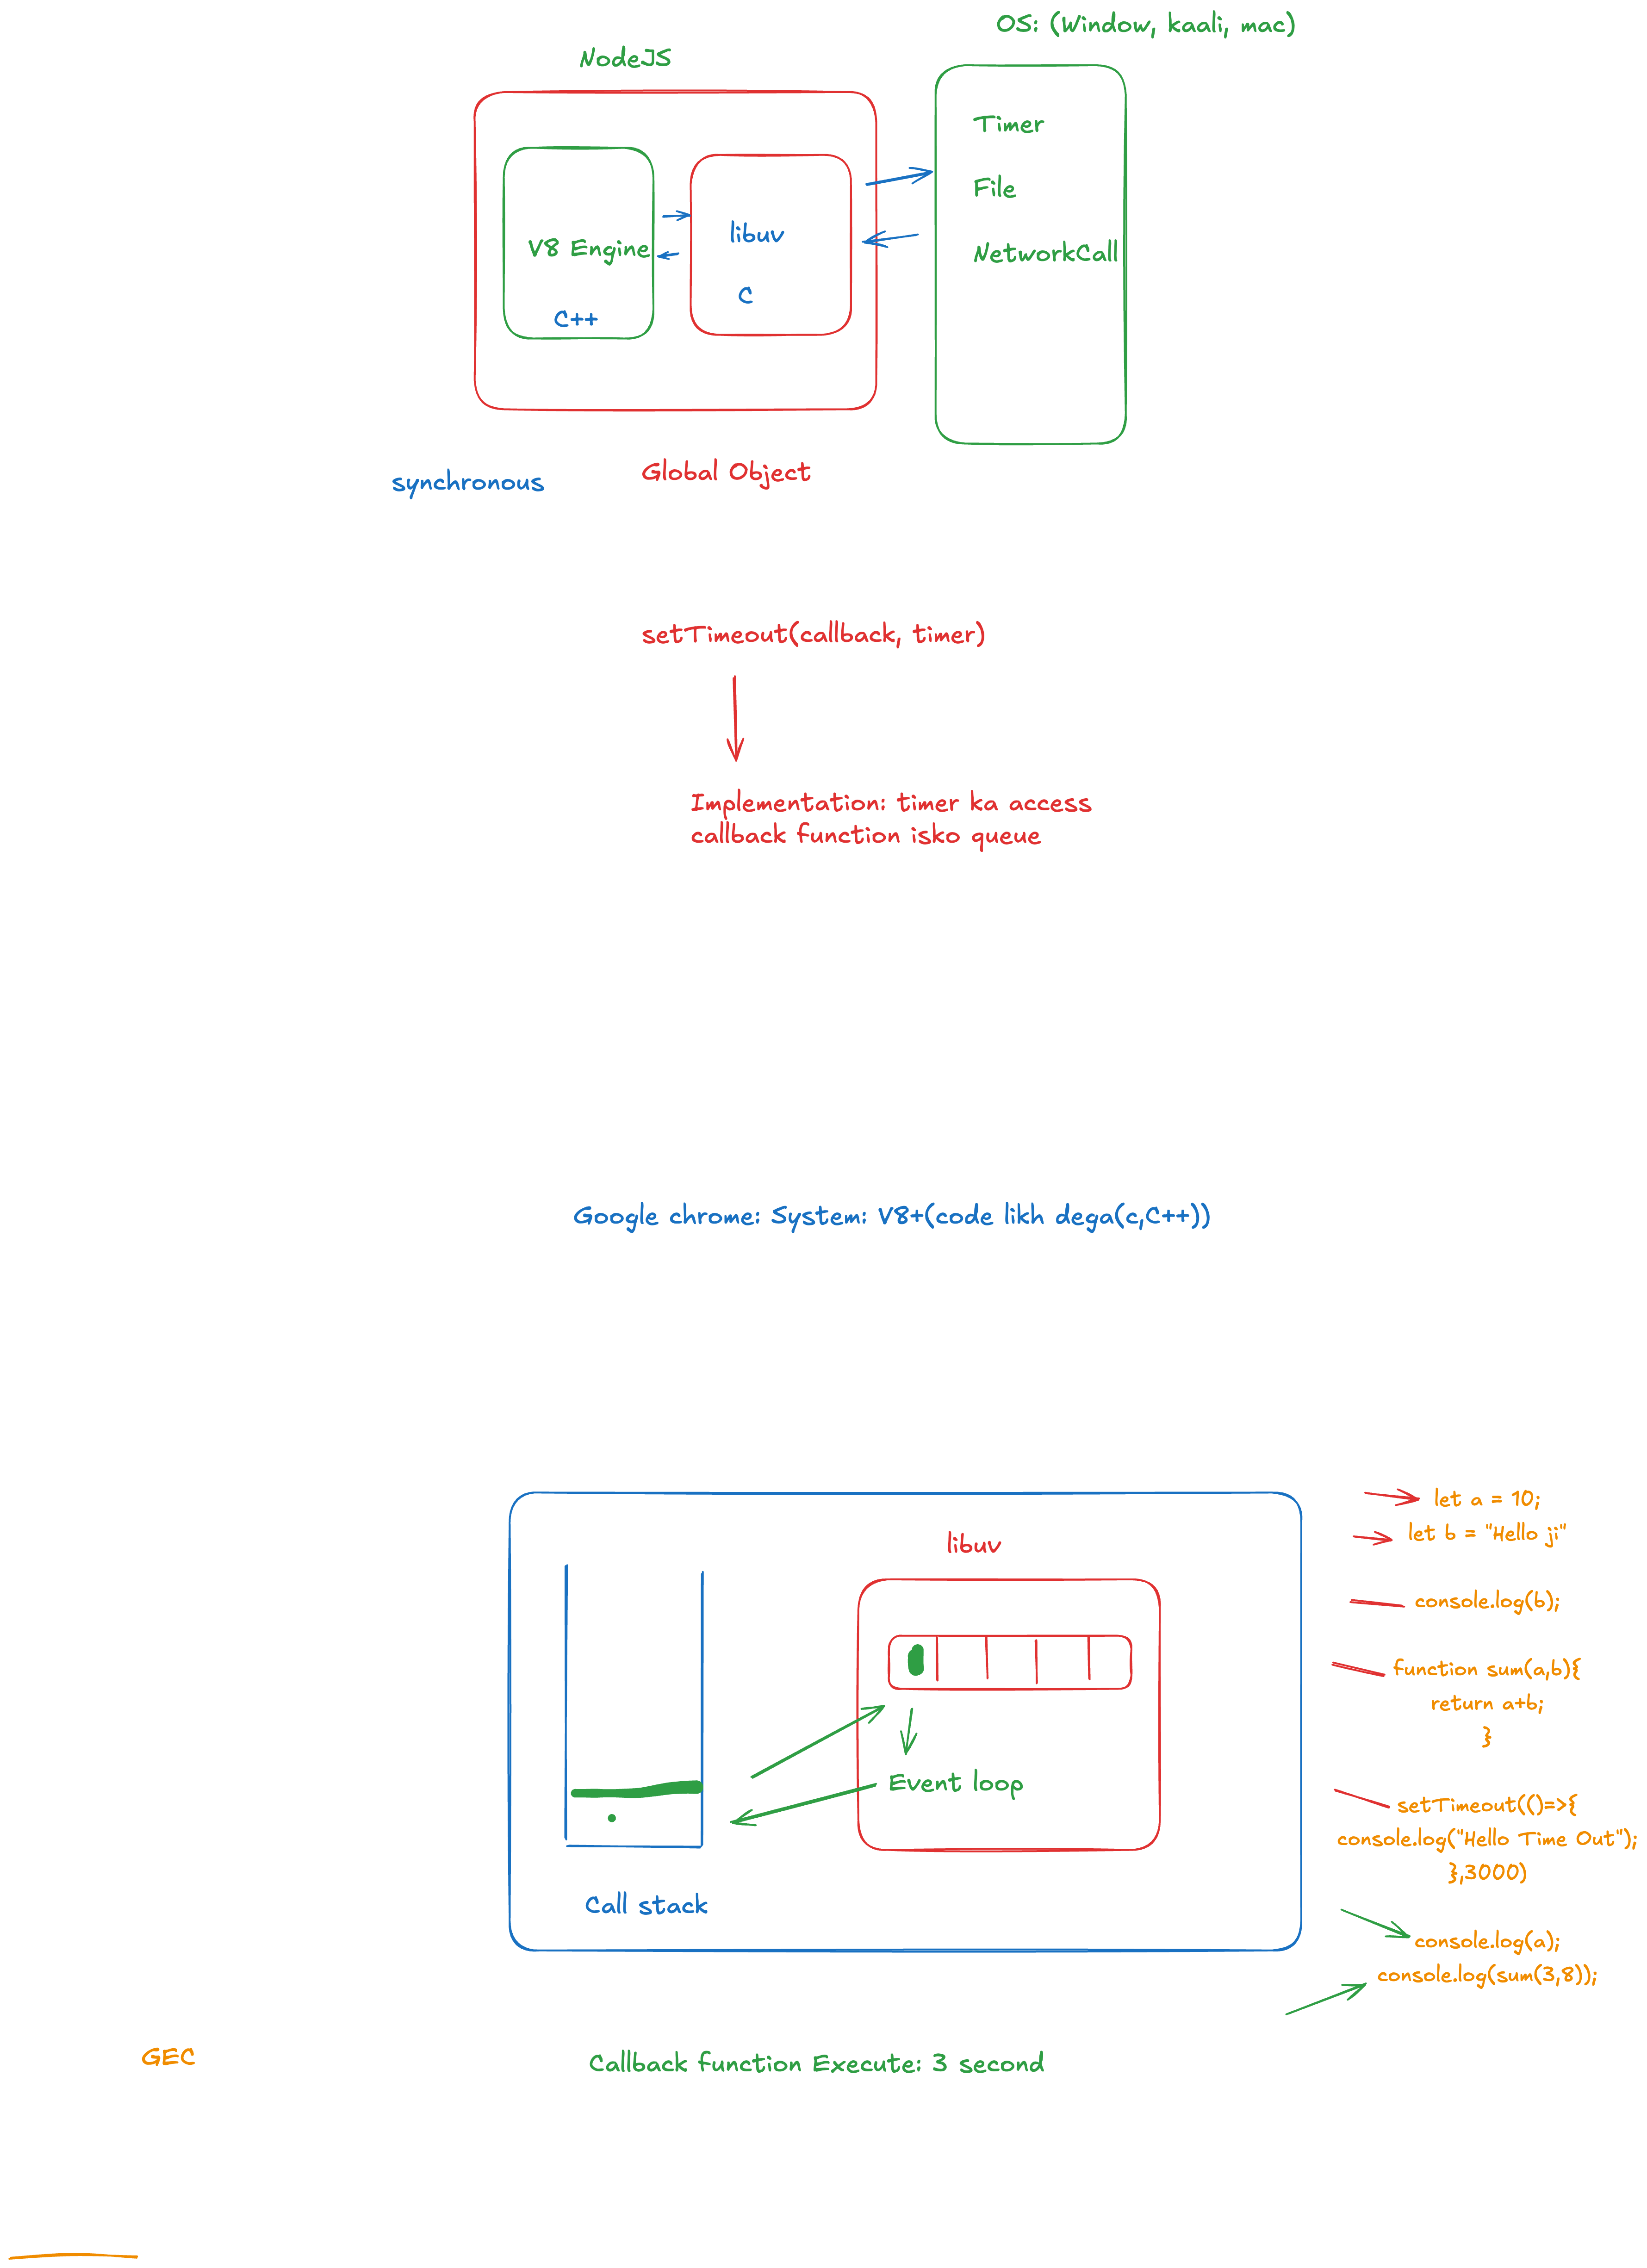 OS: (Window, kaali, mac)
NodeJS
Timer
File
NetworkCall
V8 Engine
C++
libuv
C
synchronous
Global Object
setTimeout(callback, timer)
Implementation: timer ka access
callback function isko queue
Google chrome: System: V8+(code likh dega(c,C++))
libuv
Event loop
Call stack
let a = 10;
let b = "Hello ji"
console.log(b);
function sum(a,b){
return a+b;
}
setTimeout(()=>{
console.log("Hello Time Out");
},3000)
console.log(a);
console.log(sum(3,8));
GEC
Callback function Execute: 3 second